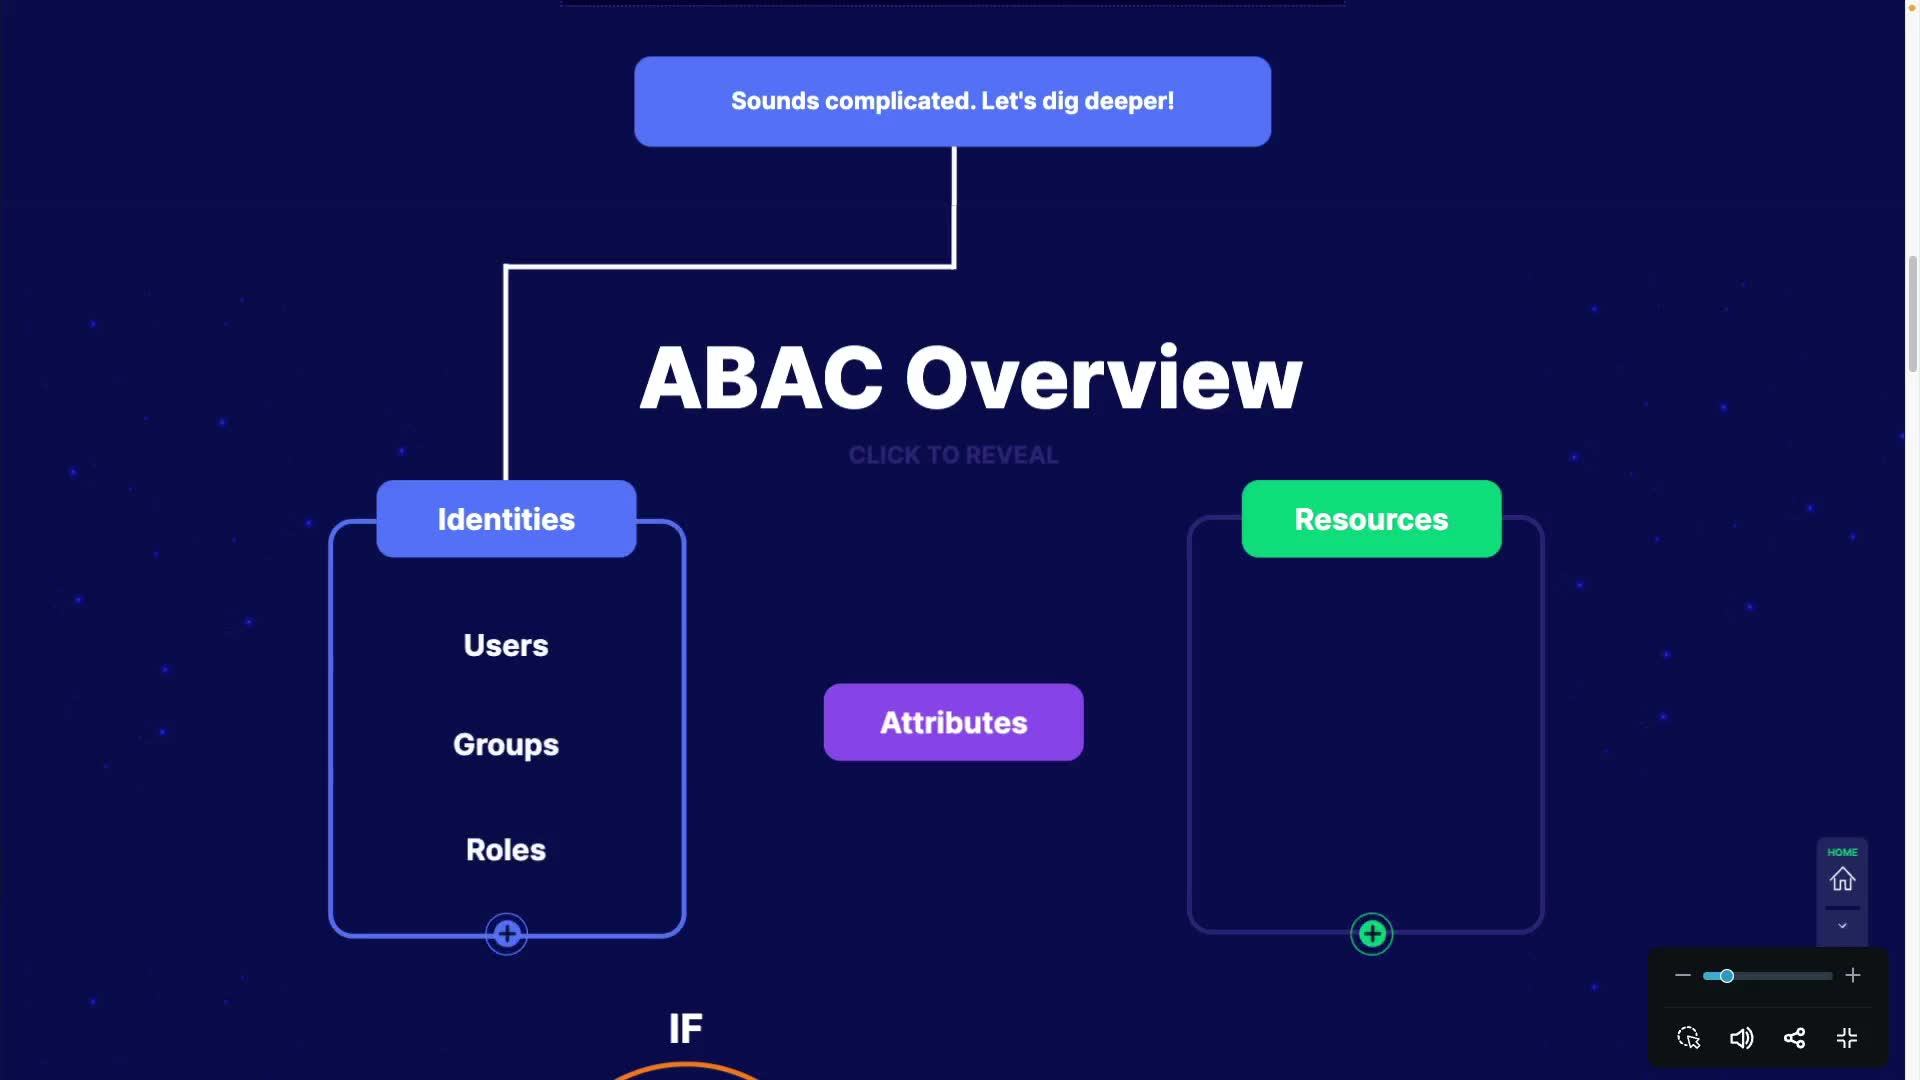 Sounds complicated. Let's dig deeper!
ABAC Overview
CLICK TO REVEAL
Identities
Resources
Users
Attributes
Groups
Roles
HOME
IF